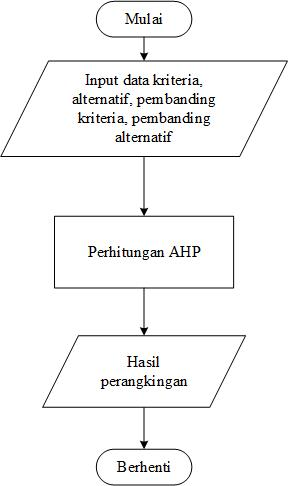 Mulai
Input data kriteria,
alternatif, pembanding
kriteria, pembanding
alternatif
Perhitungan AHP
Hasil
perangkingan
Berhenti